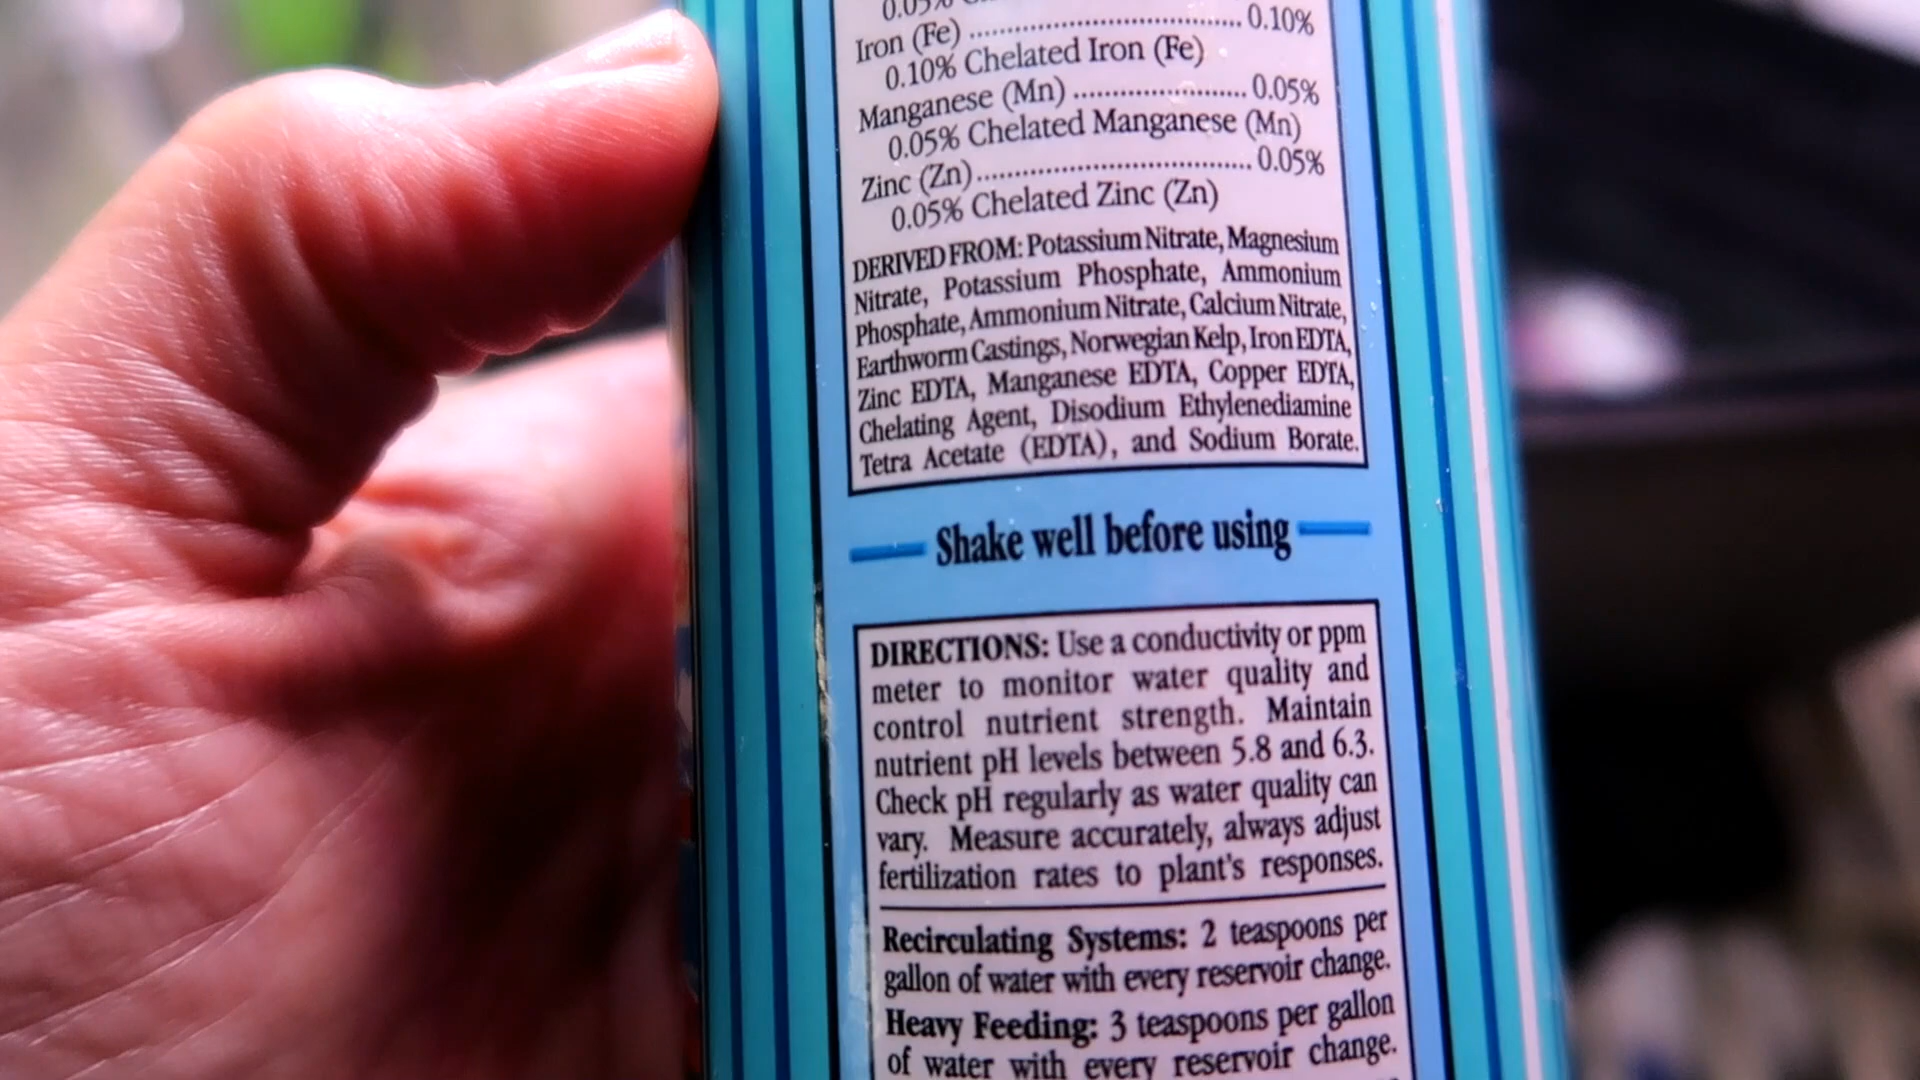 0.05%
Iron (Fe) ........................................ 0.10%
0.10% Chelated Iron (Fe)
Manganese (Mn) ......................... 0.05%
0.05% Chelated Manganese (Mn)
Zinc (Zn)........................................ 0.05%
0.05% Chelated Zinc (Zn)
DERIVED FROM: Potassium Nitrate, Magnesium
Nitrate, Potassium Phosphate, Ammonium
Phosphate, Ammonium Nitrate, Calcium Nitrate,
Earthworm Castings, Norwegian Kelp, Iron EDTA,
Zinc EDTA, Manganese EDTA, Copper EDTA,
Chelating Agent, Disodium Ethylenediamine
Tetra Acetate (EDTA), and Sodium Borate.
Shake well before using
DIRECTIONS: Use a conductivity or ppm
meter to monitor water quality and
control nutrient strength. Maintain
nutrient pH levels between 5.8 and 6.3.
Check pH regularly as water quality can
vary. Measure accurately, always adjust
fertilization rates to plant's responses.
Recirculating Systems: 2 teaspoons per
gallon of water with every reservoir change.
Heavy Feeding: 3 teaspoons per gallon
of water with every reservoir change.